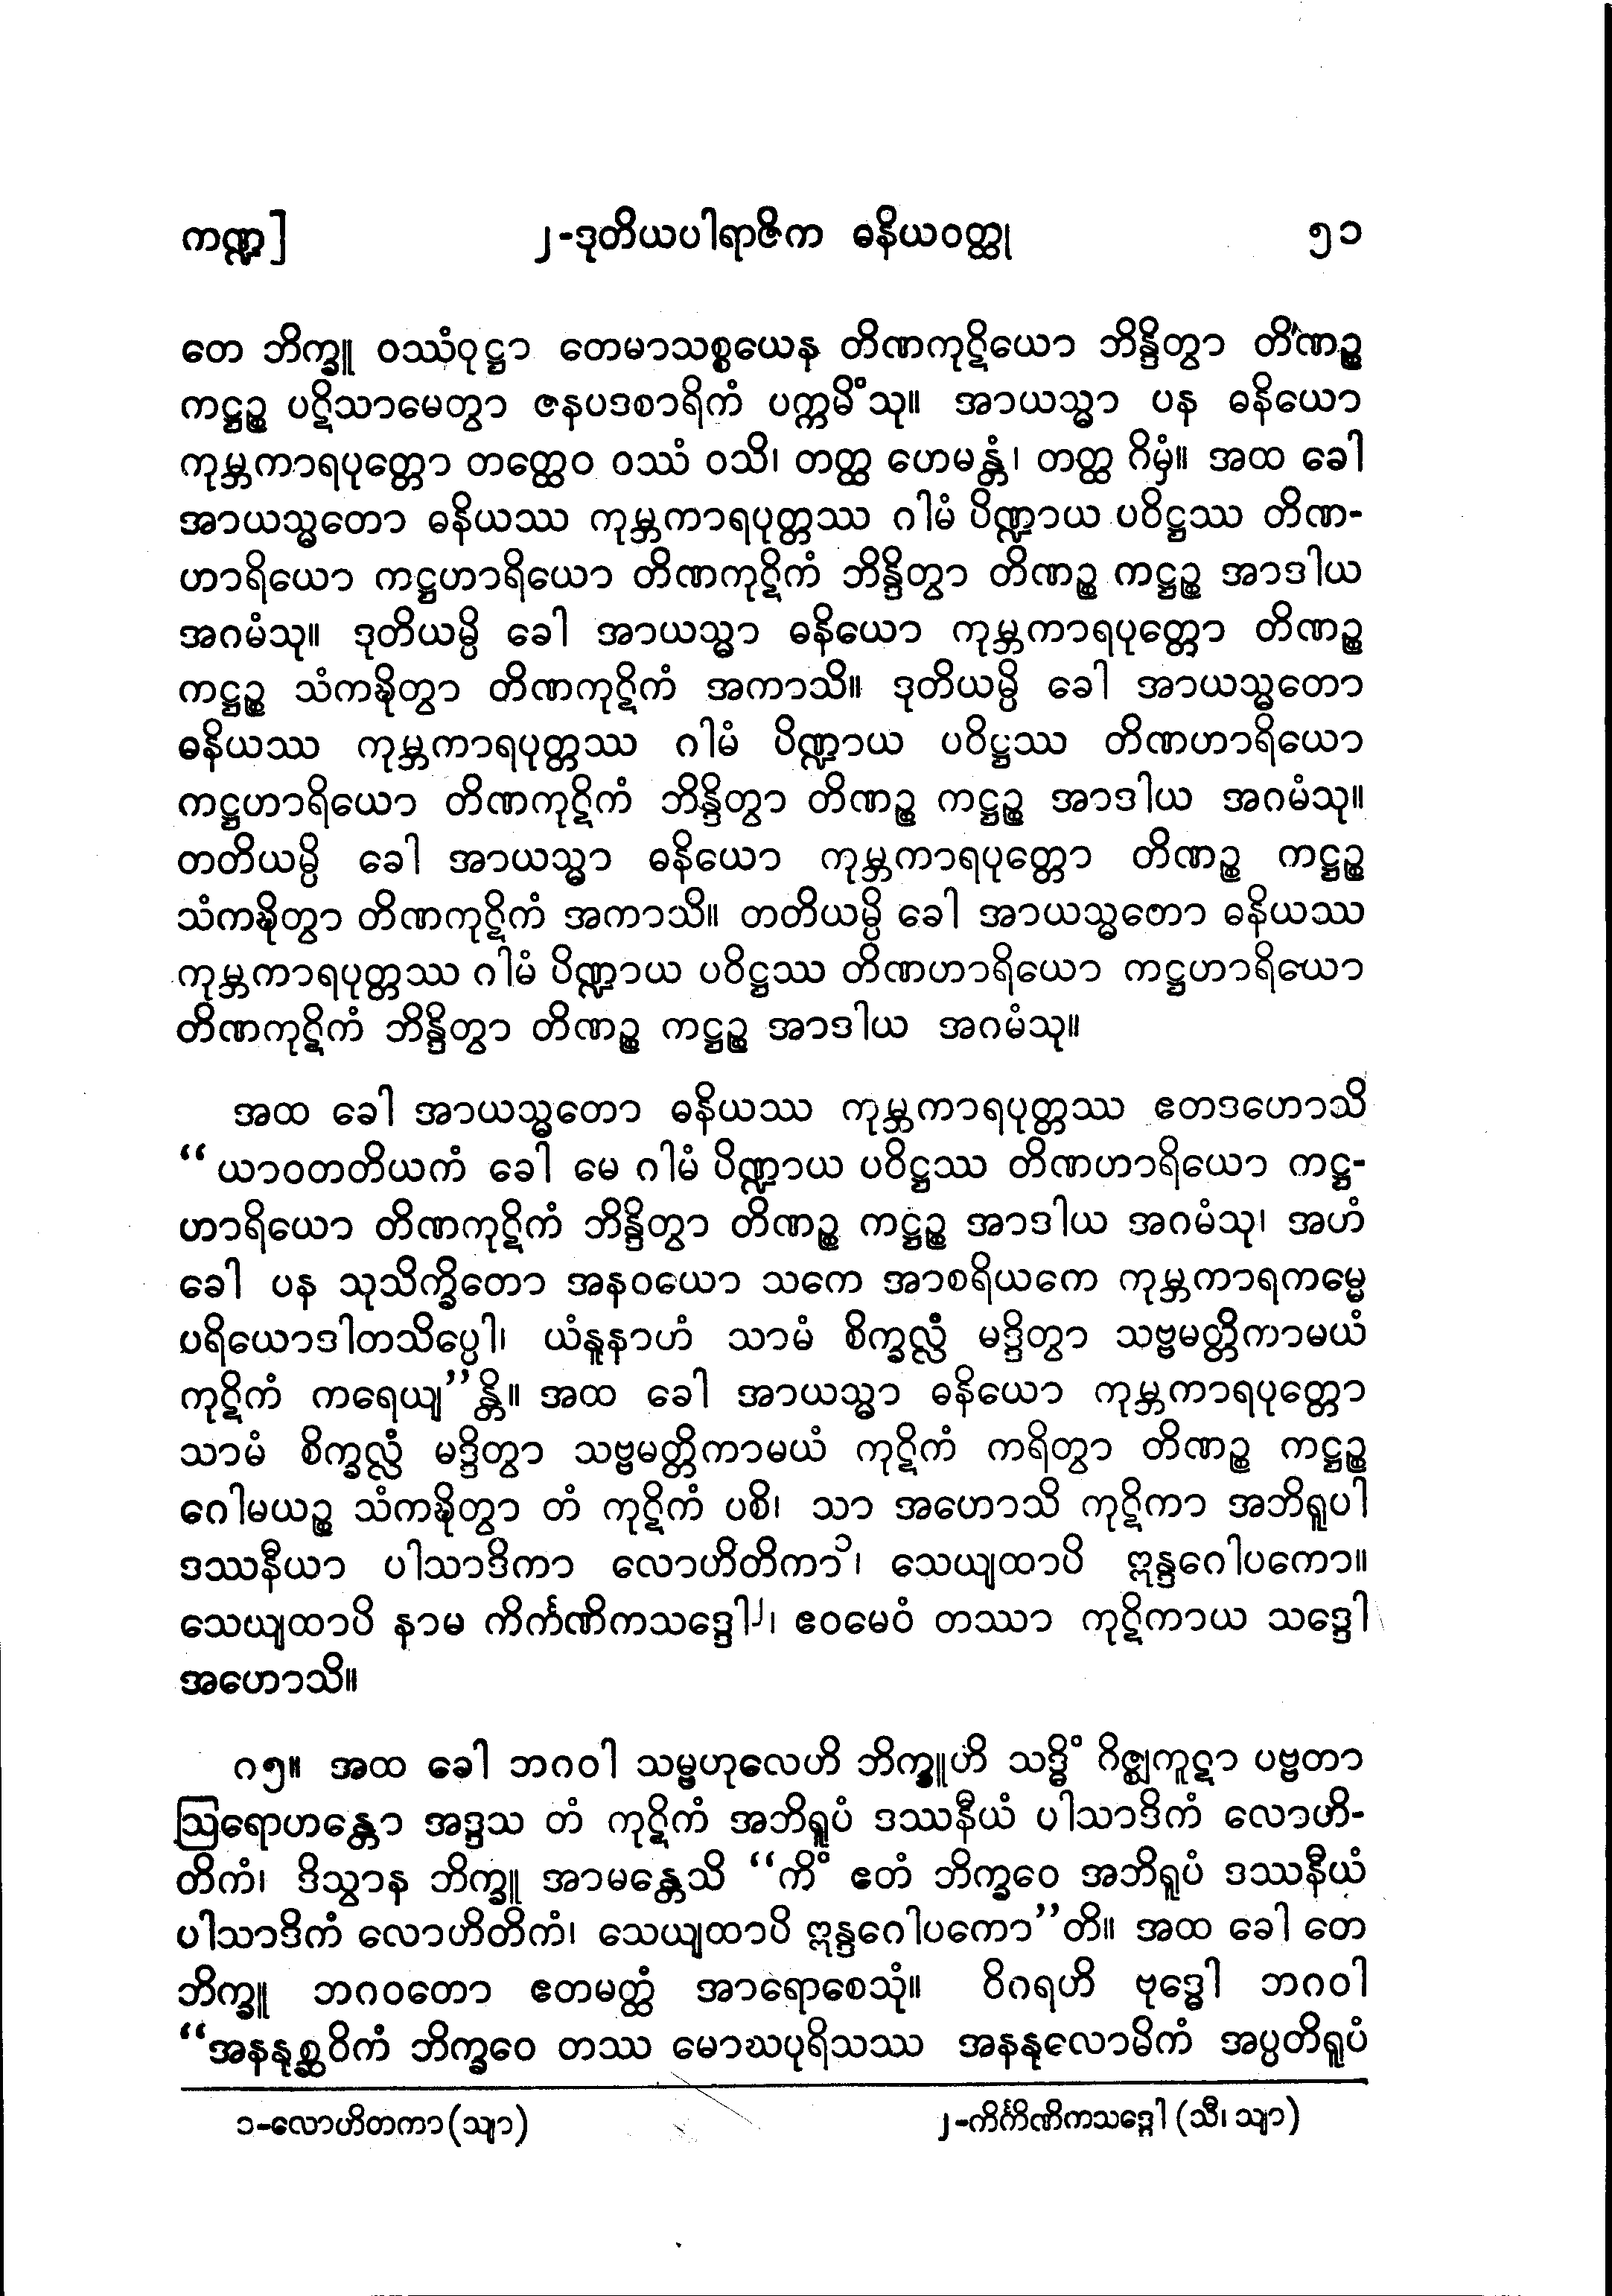 ကဏ္ဍ] ၂-ဒုတိယပါရာဇိက ဓနိယဝတ္ထု ၅၁
တေ ဘိက္ခူ ဝဿံဝုဋ္ဌာ တေမာသစ္စယေန တိဏကုဋိယော ဘိန္ဒိတွာ တိဏဉ္စ
ကဋ္ဌဉ္စ ပဋိသာမေတွာ ဇနပဒစာရိကံ ပက္ကမိံသု။ အာယသ္မာ ပန ဓနိယော
ကုမ္ဘကာရပုတ္တော တတ္ထေဝ ဝဿံ ဝသိ၊ တတ္ထ ဟေမန္တံ၊ တတ္ထ ဂိမှံ။ အထ ခေါ
အာယသ္မတော ဓနိယဿ ကုမ္ဘကာရပုတ္တဿ ဂါမံ ပိဏ္ဍာယ ပဝိဋ္ဌဿ တိဏ-
ဟာရိယော ကဋ္ဌဟာရိယော တိဏကုဋိကံ ဘိန္ဒိတွာ တိဏဉ္စ ကဋ္ဌဉ္စ အာဒါယ
အဂမံသု။ ဒုတိယမ္ပိ ခေါ အာယသ္မာ ဓနိယော ကုမ္ဘကာရပုတ္တော တိဏဉ္စ
ကဋ္ဌဉ္စ သံကဍ္ဎိတွာ တိဏကုဋိကံ အကာသိ။ ဒုတိယမ္ပိ ခေါ အာယသ္မတော
ဓနိယဿ ကုမ္ဘကာရပုတ္တဿ ဂါမံ ပိဏ္ဍာယ ပဝိဋ္ဌဿ တိဏဟာရိယော
ကဋ္ဌဟာရိယော တိဏကုဋိကံ ဘိန္ဒိတွာ တိဏဉ္စ ကဋ္ဌဉ္စ အာဒါယ အဂမံသု။
တတိယမ္ပိ ခေါ အာယသ္မာ ဓနိယော ကုမ္ဘကာရပုတ္တော တိဏဉ္စ ကဋ္ဌဉ္စ
သံကဍ္ဎိတွာ တိဏကုဋိကံ အကာသိ။ တတိယမ္ပိ ခေါ အာယသ္မတော ဓနိယဿ
ကုမ္ဘကာရပုတ္တဿ ဂါမံ ပိဏ္ဍာယ ပဝိဋ္ဌဿ တိဏဟာရိယော ကဋ္ဌဟာရိယော
တိဏကုဋိကံ ဘိန္ဒိတွာ တိဏဉ္စ ကဋ္ဌဉ္စ အာဒါယ အဂမံသု။
အထ ခေါ အာယသ္မတော ဓနိယဿ ကုမ္ဘကာရပုတ္တဿ ဧတဒဟောသိ
“ယာဝတတိယကံ ခေါ မေ ဂါမံ ပိဏ္ဍာယ ပဝိဋ္ဌဿ တိဏဟာရိယော ကဋ္ဌ-
ဟာရိယော တိဏကုဋိကံ ဘိန္ဒိတွာ တိဏဉ္စ ကဋ္ဌဉ္စ အာဒါယ အဂမံသု၊ အဟံ
ခေါ ပန သုသိက္ခိတော အနဝယော သကေ အာစရိယကေ ကုမ္ဘကာရကမ္မေ
ပရိယောဒါတသိပ္ပေါ၊ ယံနူနာဟံ သာမံ စိက္ခလ္လံ မဒ္ဒိတွာ သဗ္ဗမတ္တိကာမယံ
ကုဋိကံ ကရေယျ”န္တိ။ အထ ခေါ အာယသ္မာ ဓနိယော ကုမ္ဘကာရပုတ္တော
သာမံ စိက္ခလ္လံ မဒ္ဒိတွာ သဗ္ဗမတ္တိကာမယံ ကုဋိကံ ကရိတွာ တိဏဉ္စ ကဋ္ဌဉ္စ
ဂေါမယဉ္စ သံကဍ္ဎိတွာ တံ ကုဋိကံ ပစိ၊ သာ အဟောသိ ကုဋိကာ အဘိရူပါ
ဒဿနီယာ ပါသာဒိကာ လောဟိတိကာ၁၊ သေယျထာပိ ဣန္ဒဂေါပကော။
သေယျထာပိ နာမ ကိင်္ကဏိကသဒ္ဒေါ၂၊ ဧဝမေဝံ တဿာ ကုဋိကာယ သဒ္ဒေါ
အဟောသိ။
၈၅။ အထ ခေါ ဘဂဝါ သမ္ဗဟုလေဟိ ဘိက္ခူဟိ သဒ္ဓိံ ဂိဇ္ဈကူဋာ ပဗ္ဗတာ
ဩရောဟန္တော အဒ္ဒသ တံ ကုဋိကံ အဘိရူပံ ဒဿနီယံ ပါသာဒိကံ လောဟိ-
တိကံ၊ ဒိသွာန ဘိက္ခူ အာမန္တေသိ “ကိံ ဧတံ ဘိက္ခဝေ အဘိရူပံ ဒဿနီယံ
ပါသာဒိကံ လောဟိတိကံ၊ သေယျထာပိ ဣန္ဒဂေါပကော”တိ။ အထ ခေါ တေ
ဘိက္ခူ ဘဂဝတော ဧတမတ္ထံ အာရောစေသုံ။ ဝိဂရဟိ ဗုဒ္ဓေါ ဘဂဝါ
“အနနုစ္ဆဝိကံ ဘိက္ခဝေ တဿ မောဃပုရိသဿ အနနုလောမိကံ အပ္ပတိရူပံ
၁-လောဟိတကာ (သျာ) ၂-ကိင်္ကိဏိကသဒ္ဒေါ (သီ၊ သျာ)